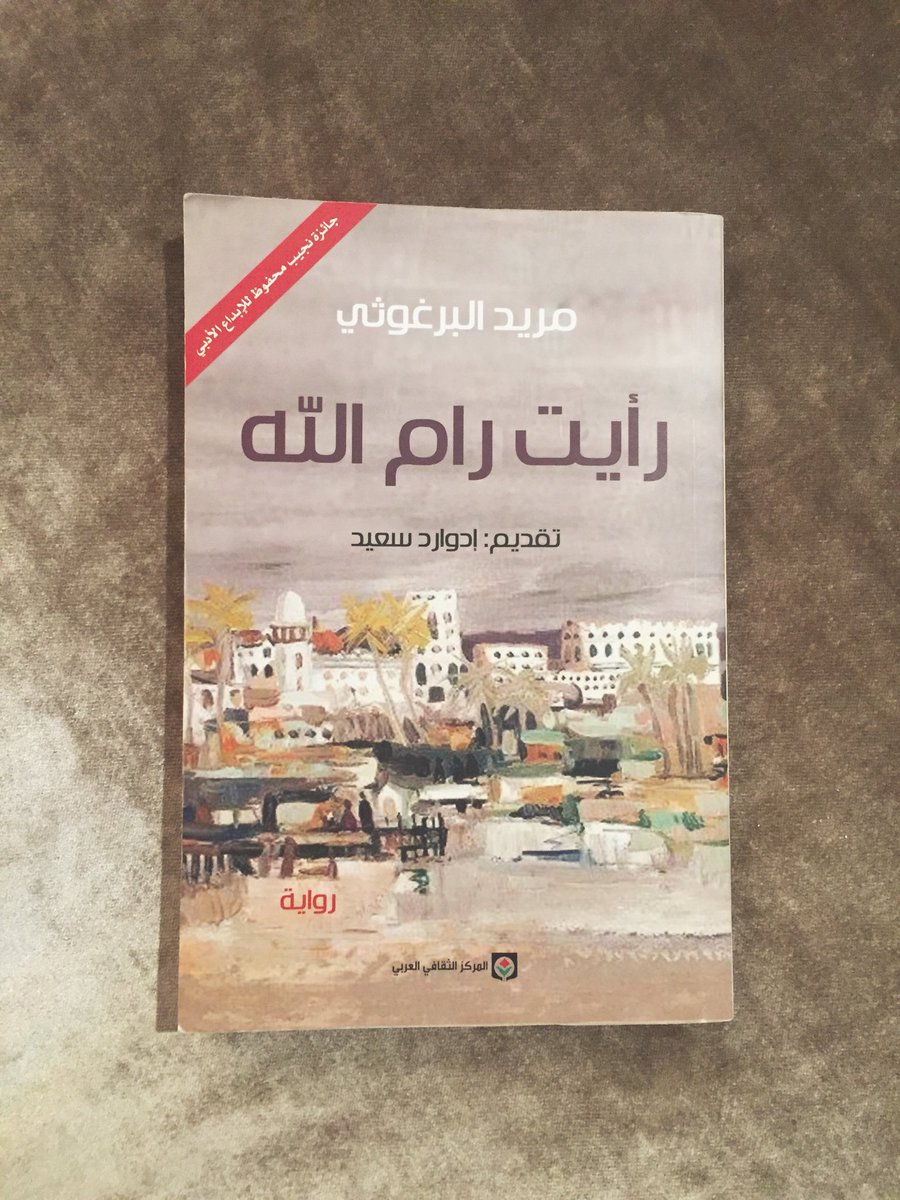 جائزة نجيب محفوظ للإبداع الأدبي
مريد البرغوثي
رأيت رام الله
تقديم: إدوارد سعيد
رواية
المركز الثقافي العربي